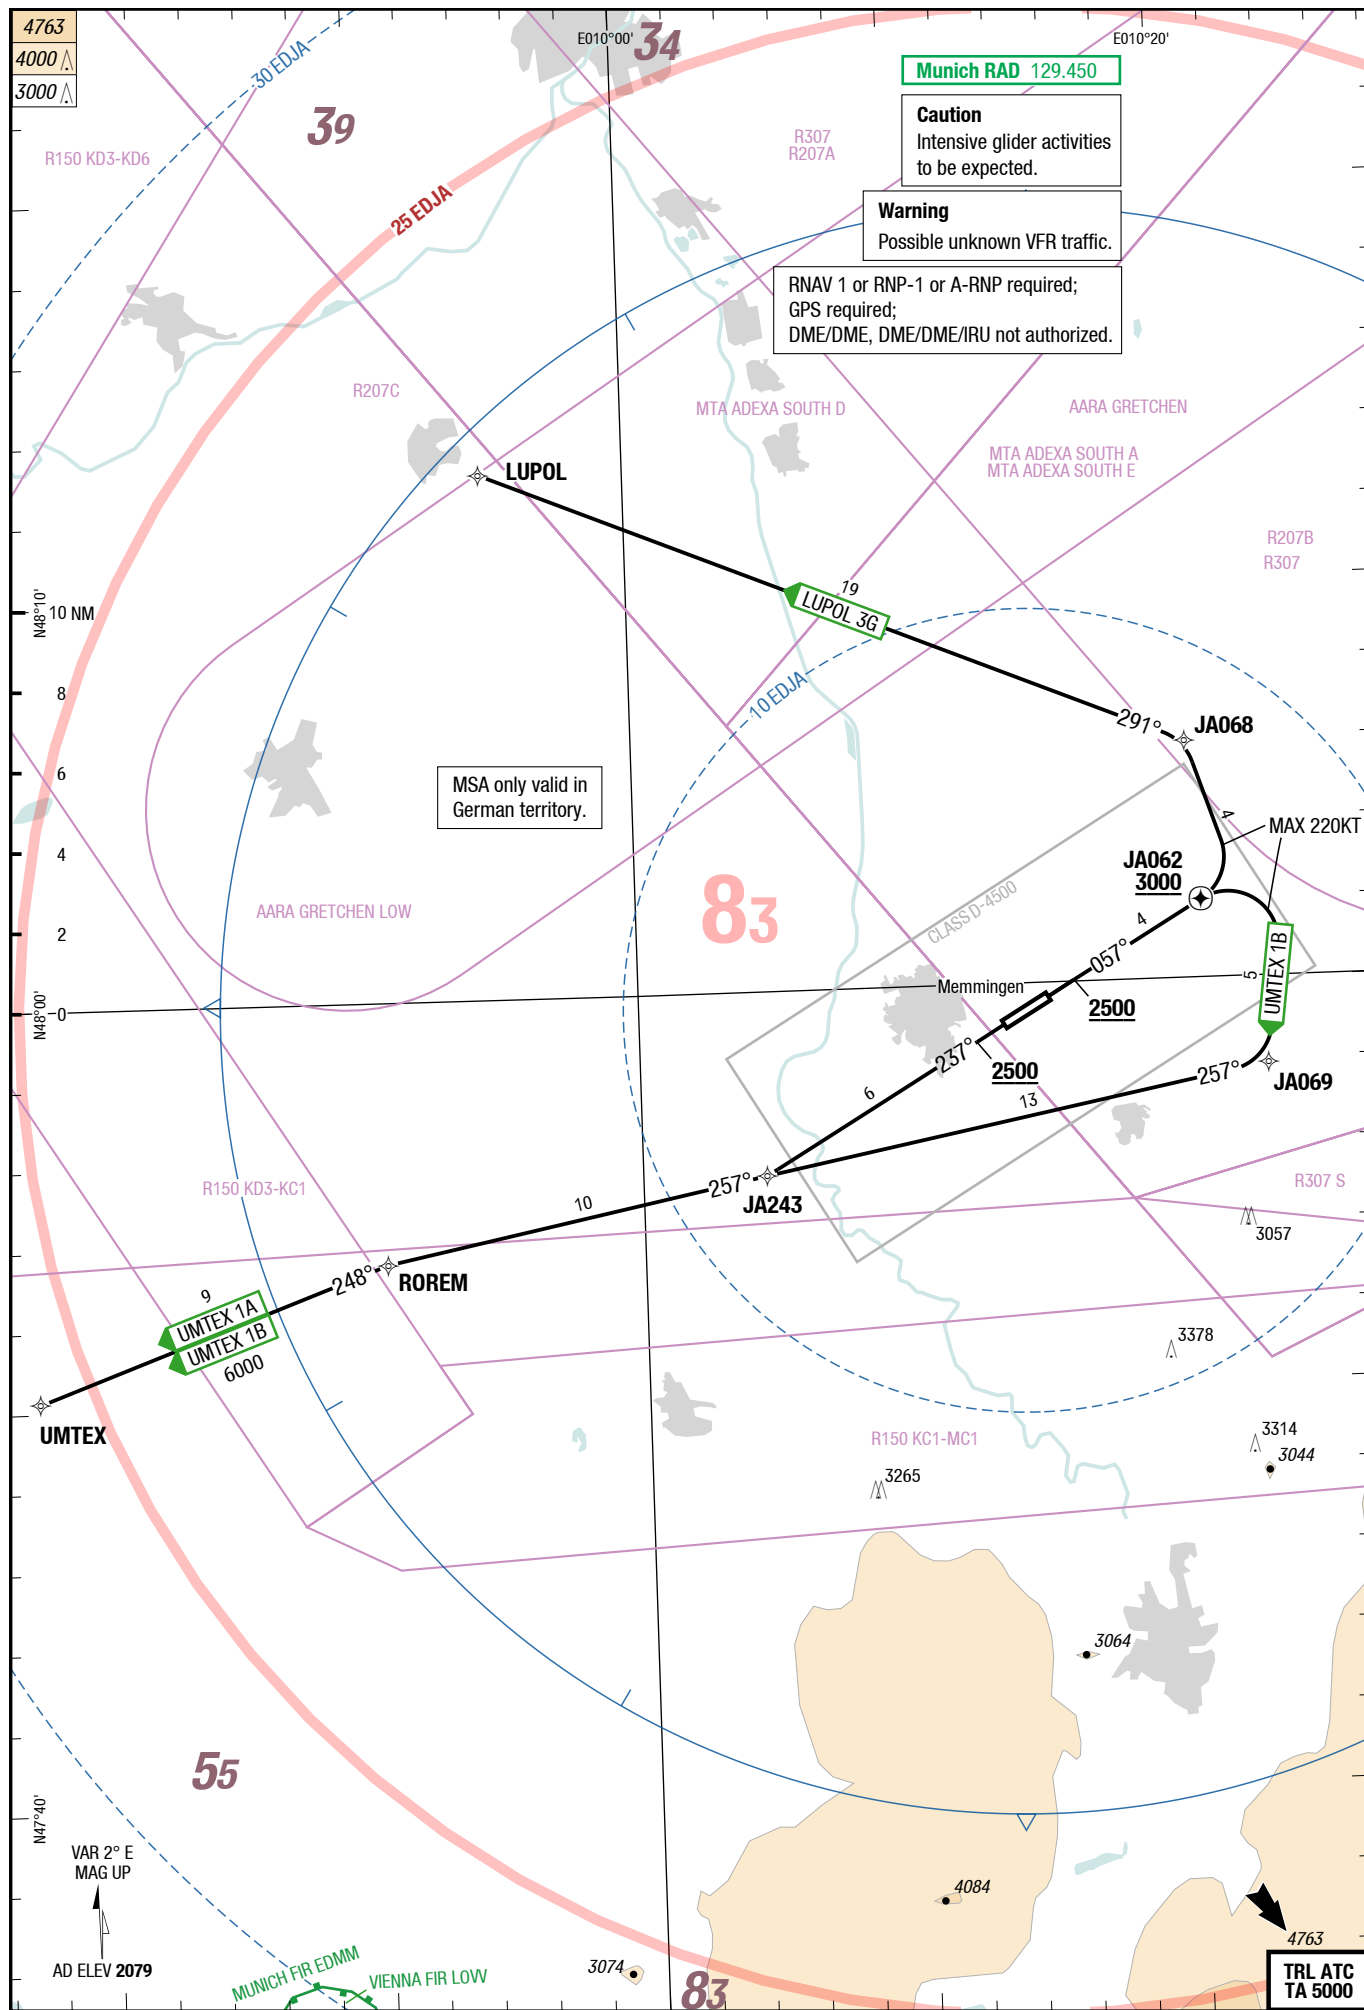 4763
4000
3000
E010°00'
34
E010°20'
30 EDJA
39
Munich RAD 129.450
Caution
Intensive glider activities
to be expected.
R150 KD3-KD6
R307
R207A
25 EDJA
Warning
Possible unknown VFR traffic.
RNAV 1 or RNP-1 or A-RNP required;
GPS required;
DME/DME, DME/DME/IRU not authorized.
R207C
MTA ADEXA SOUTH D
AARA GRETCHEN
MTA ADEXA SOUTH A
MTA ADEXA SOUTH E
LUPOL
R207B
R307
19
LUPOL 3G
N48°10'
10 NM
8
6
4
2
0
N48°00'
10 EDJA
291°
JA068
MSA only valid in
German territory.
4
MAX 220KT
JA062
3000
83
CLASS D-4500
AARA GRETCHEN LOW
4
057°
5
UMTEX 1B
Memmingen
2500
237°
2500
257°
JA069
6
13
R150 KD3-KC1
10
257°
JA243
R307 S
3057
248°
ROREM
9
UMTEX 1A
UMTEX 1B
6000
3378
UMTEX
R150 KC1-MC1
3314
3044
3265
3064
55
N47°40'
VAR 2° E
MAG UP
AD ELEV 2079
4084
4763
MUNICH FIR EDMM
VIENNA FIR LOVV
3074
83
TRL ATC
TA 5000